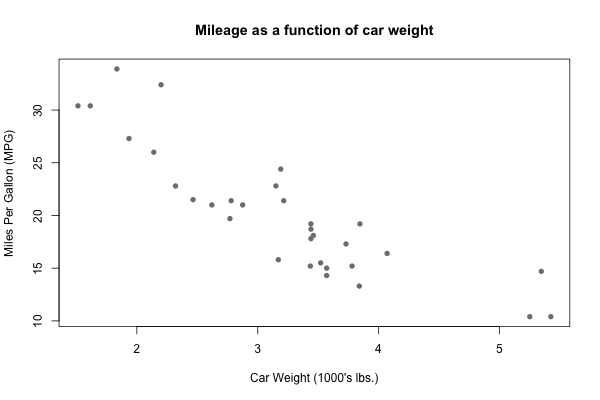 Mileage as a function of car weight
Miles Per Gallon (MPG)
30
25
20
15
10
2 3 4 5
Car Weight (1000's lbs.)